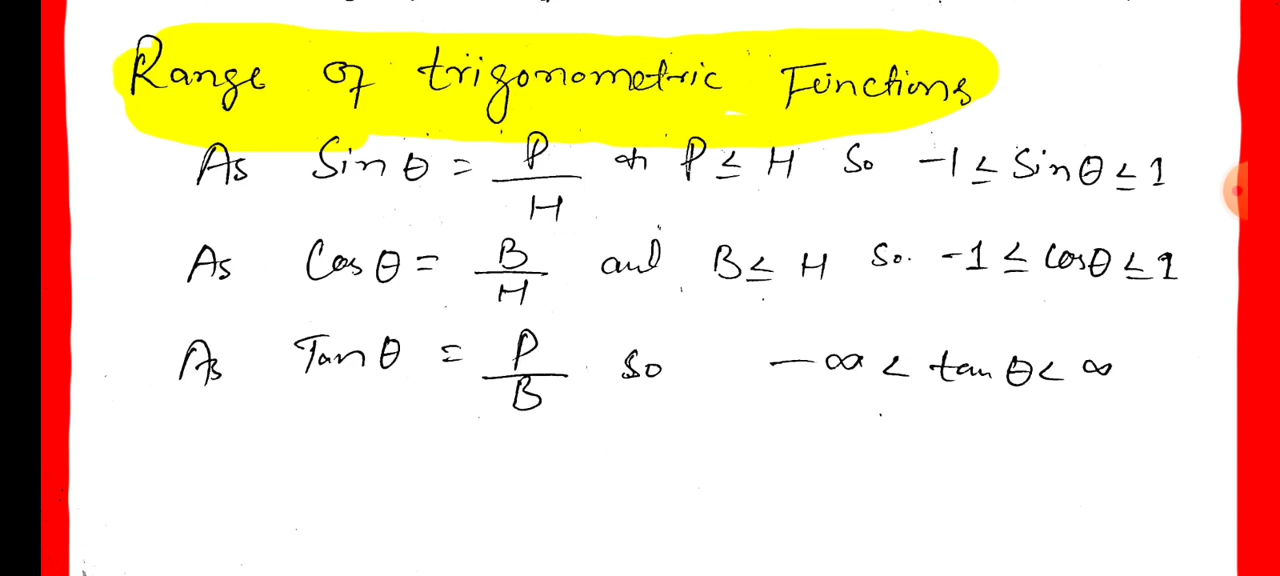 Range of trigonometric Functions
As Sin θ = P/H P ≤ H So -1 ≤ Sin θ ≤ 1
As Cos θ = B/H and B ≤ H So. -1 ≤ Cos θ ≤ 1
As Tan θ = P/B So -∞ < tan θ < ∞